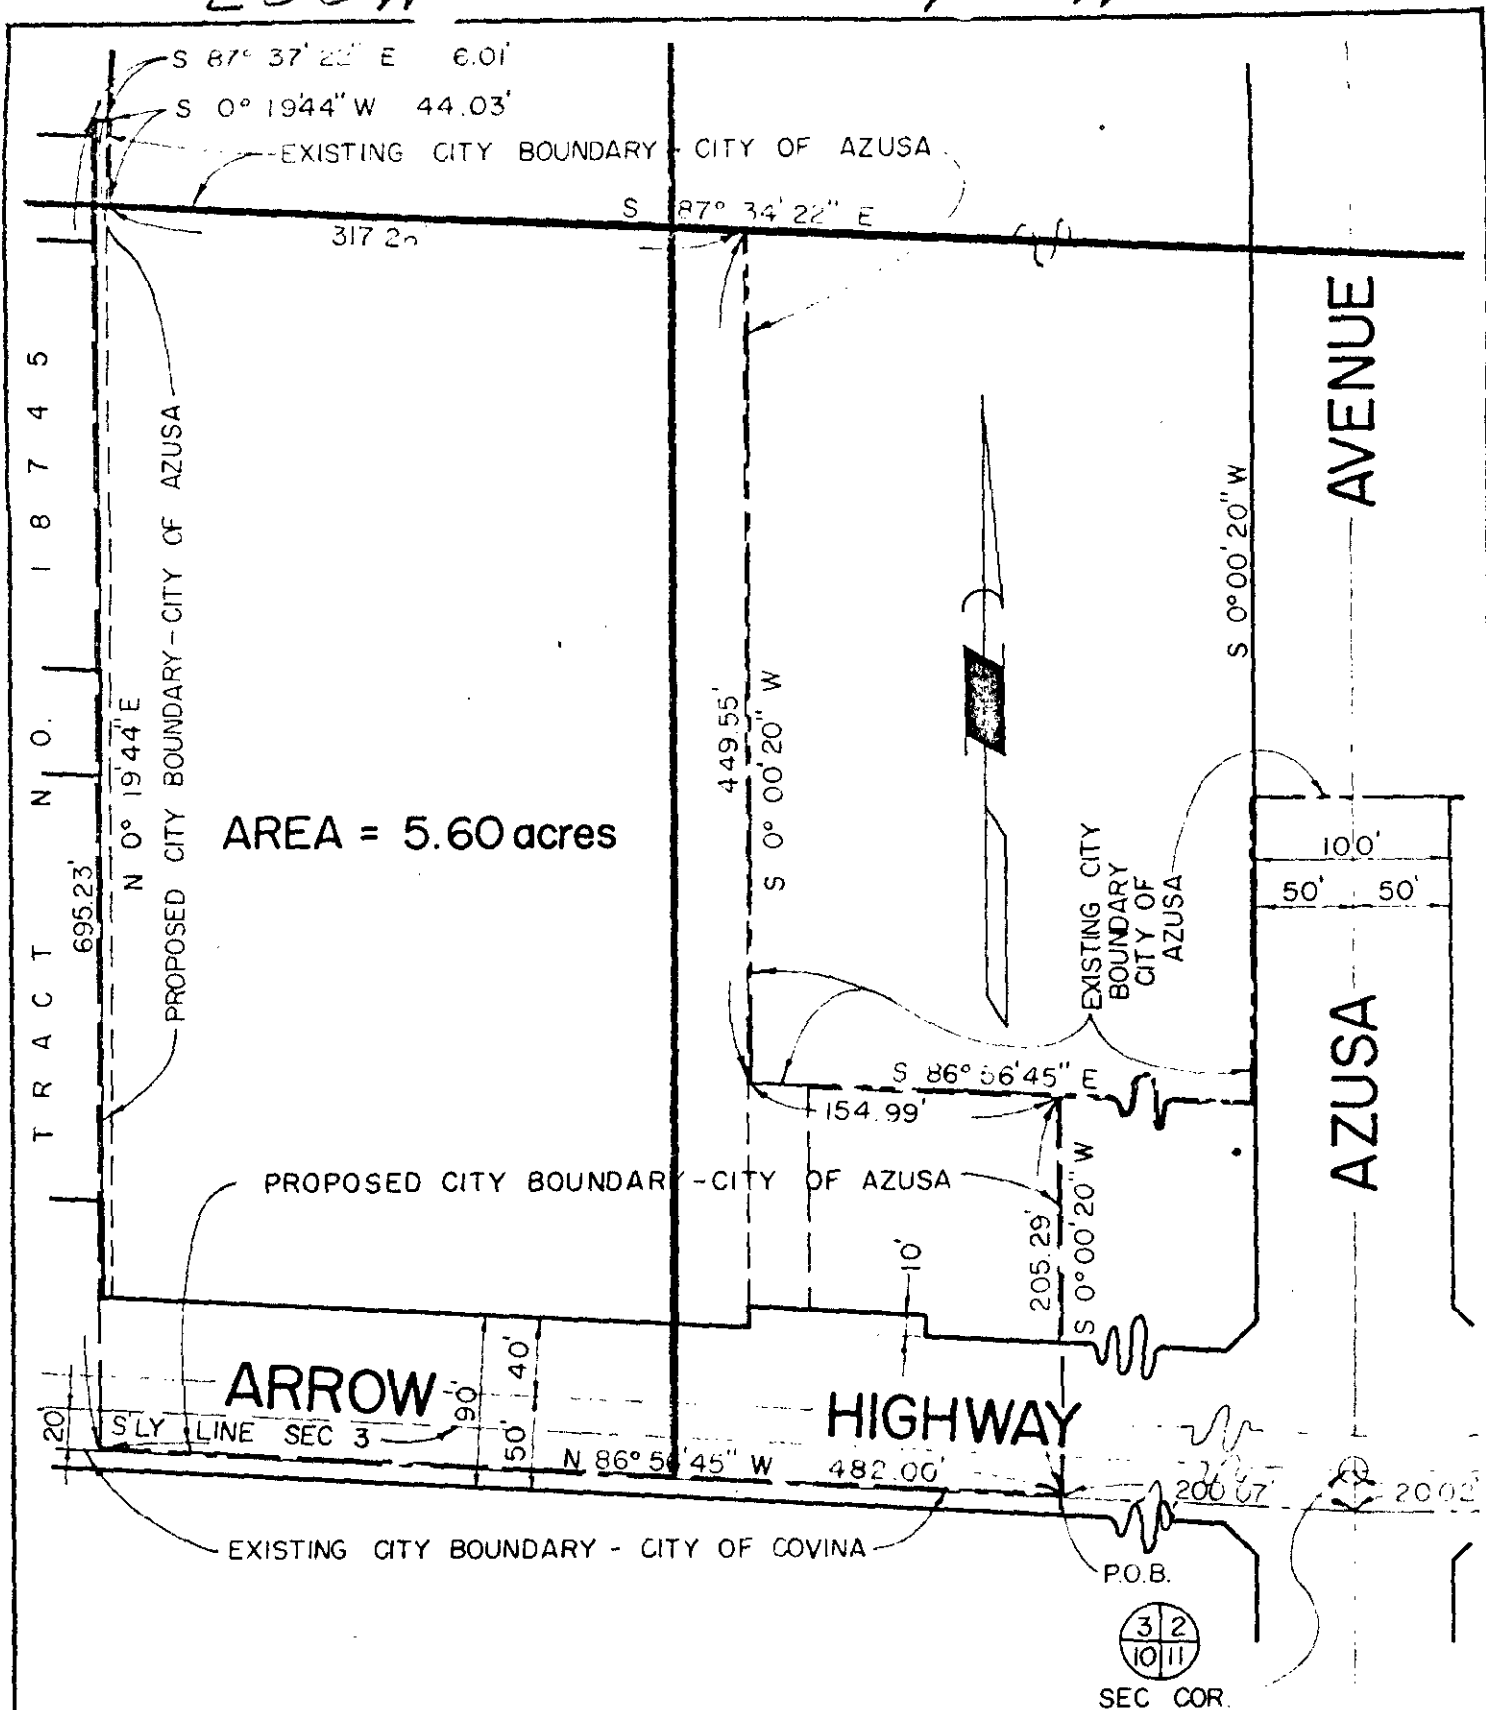 S 87° 37' 22" E 6.01'
S 0° 19'44" W 44.03'
EXISTING CITY BOUNDARY - CITY OF AZUSA
S 87° 34' 22" E
317.2
TRACT NO. 18745
N 0° 19'44" E
695.23'
PROPOSED CITY BOUNDARY - CITY OF AZUSA
AREA = 5.60 acres
449.55'
S 0° 00' 20" W
S 0° 00' 20" W
AZUSA AVENUE
100'
50' 50'
EXISTING CITY
BOUNDARY
CITY OF
AZUSA
S 86° 56' 45" E
154.99'
PROPOSED CITY BOUNDARY - CITY OF AZUSA
205.29'
S 0° 00' 20" W
10'
ARROW HIGHWAY
90'
40'
50'
20'
S'LY LINE SEC 3
N 86° 56' 45" W 482.00'
200.07'
20.02'
EXISTING CITY BOUNDARY - CITY OF COVINA
P.O.B.
3 2
10 11
SEC COR.